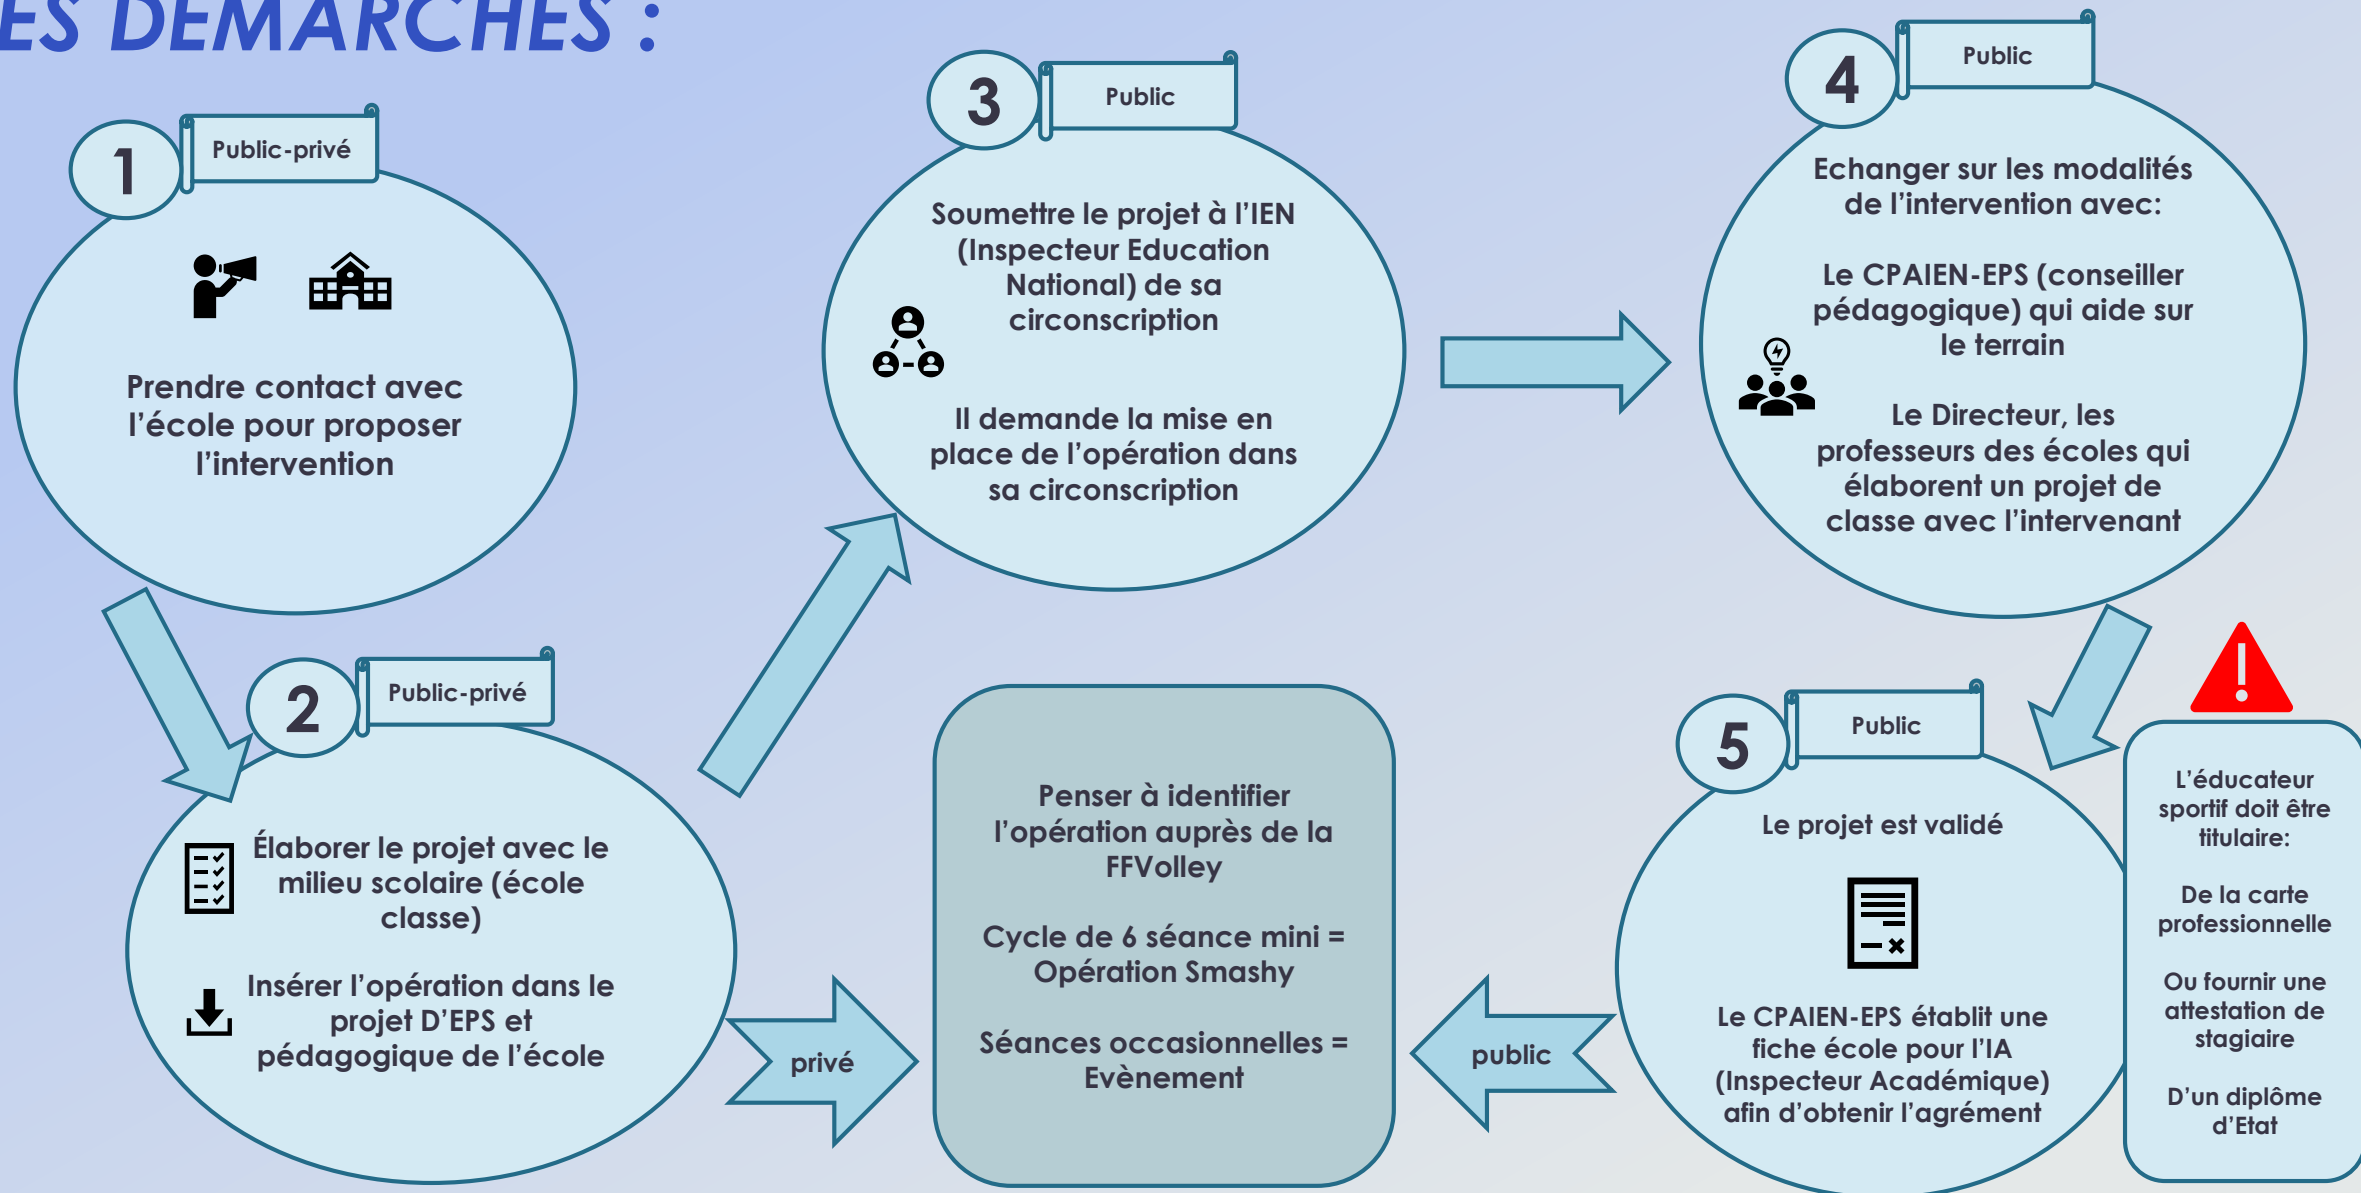 ES DÉMARCHES :
1
Public-privé
Prendre contact avec
l’école pour proposer
l’intervention
2
Public-privé
Élaborer le projet avec le
milieu scolaire (école
classe)
Insérer l’opération dans le
projet D’EPS et
pédagogique de l’école
3
Public
Soumettre le projet à l’IEN
(Inspecteur Education
National) de sa
circonscription
Il demande la mise en
place de l’opération dans
sa circonscription
4
Public
Echanger sur les modalités
de l’intervention avec:
Le CPAIEN-EPS (conseiller
pédagogique) qui aide sur
le terrain
Le Directeur, les
professeurs des écoles qui
élaborent un projet de
classe avec l’intervenant
5
Public
Le projet est validé
Le CPAIEN-EPS établit une
fiche école pour l’IA
(Inspecteur Académique)
afin d’obtenir l’agrément
L’éducateur
sportif doit être
titulaire:
De la carte
professionnelle
Ou fournir une
attestation de
stagiaire
D’un diplôme
d’Etat
privé
public
Penser à identifier
l’opération auprès de la
FFVolley
Cycle de 6 séance mini =
Opération Smashy
Séances occasionnelles =
Evènement